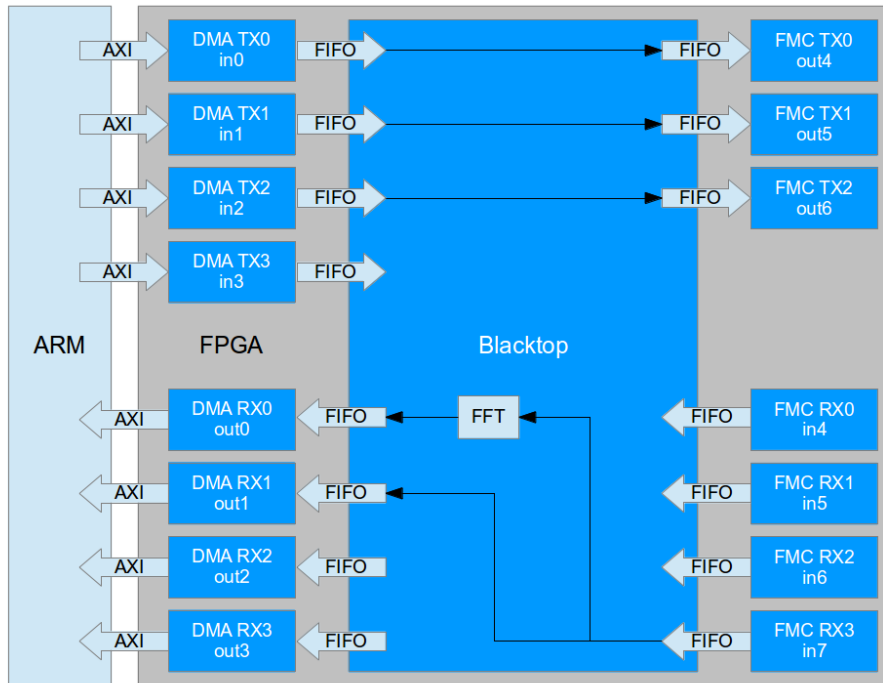 AXI
DMA TX0
in0
FIFO
FIFO
FMC TX0
out4
AXI
DMA TX1
in1
FIFO
FIFO
FMC TX1
out5
AXI
DMA TX2
in2
FIFO
FIFO
FMC TX2
out6
AXI
DMA TX3
in3
FIFO
ARM
FPGA
Blacktop
AXI
DMA RX0
out0
FIFO
FFT
FIFO
FMC RX0
in4
AXI
DMA RX1
out1
FIFO
FIFO
FMC RX1
in5
AXI
DMA RX2
out2
FIFO
FIFO
FMC RX2
in6
AXI
DMA RX3
out3
FIFO
FIFO
FMC RX3
in7